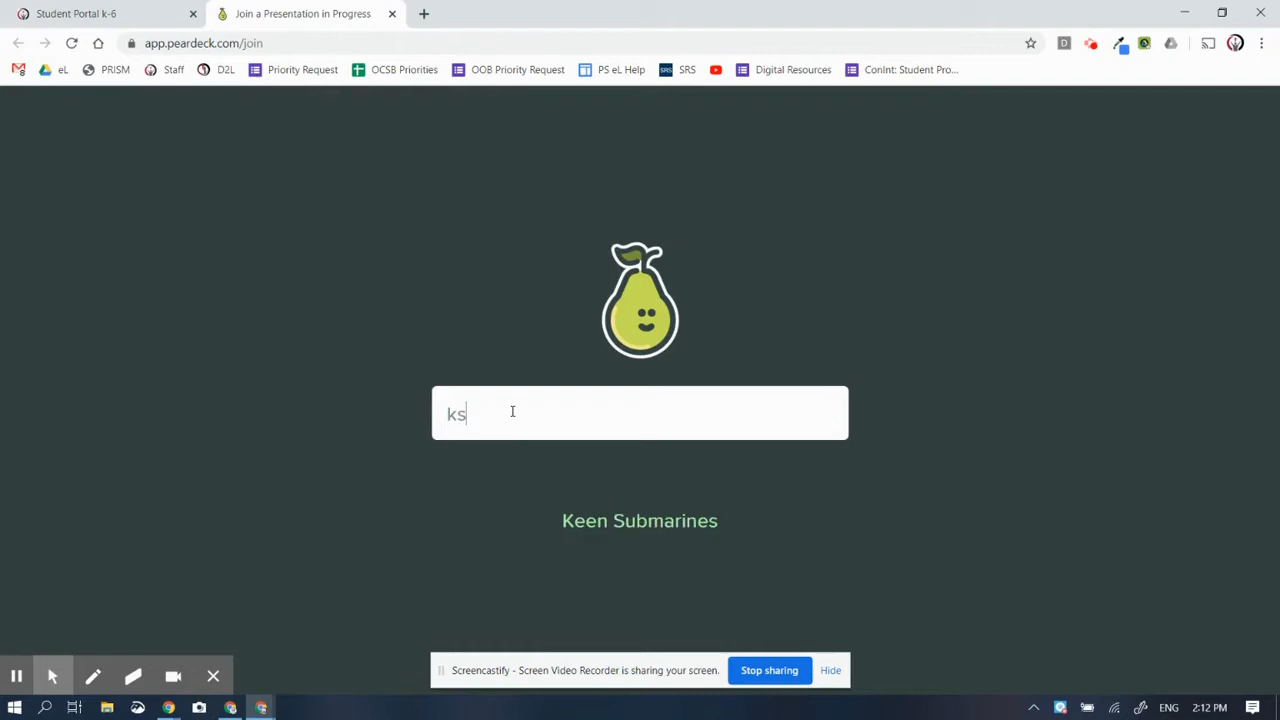 Student Portal k-6
Join a Presentation in Progress
app.peardeck.com/join
eL
PRISM
Staff
D2L
Priority Request
OCSBPriorities
OOB Priority Request
PS eL Help
SRS
SRS
Digital Resources
ConInt: Student Pro...
ks
Keen Submarines
Screencastify - Screen Video Recorder is sharing your screen.
Stop sharing
Hide
ENG
2:12 PM